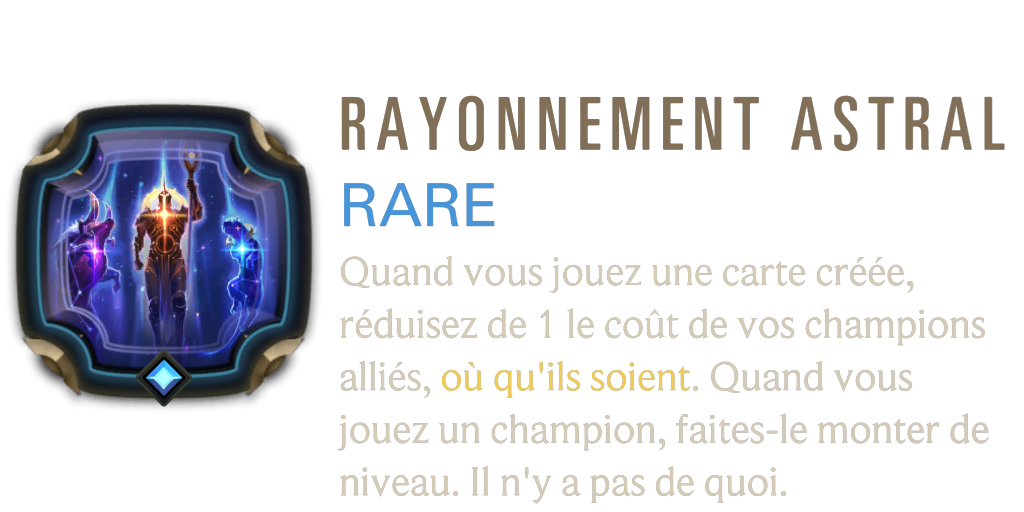 RAYONNEMENT ASTRAL
RARE
Quand vous jouez une carte créée,
réduisez de 1 le coût de vos champions
alliés, où qu'ils soient. Quand vous
jouez un champion, faites-le monter de
niveau. Il n'y a pas de quoi.